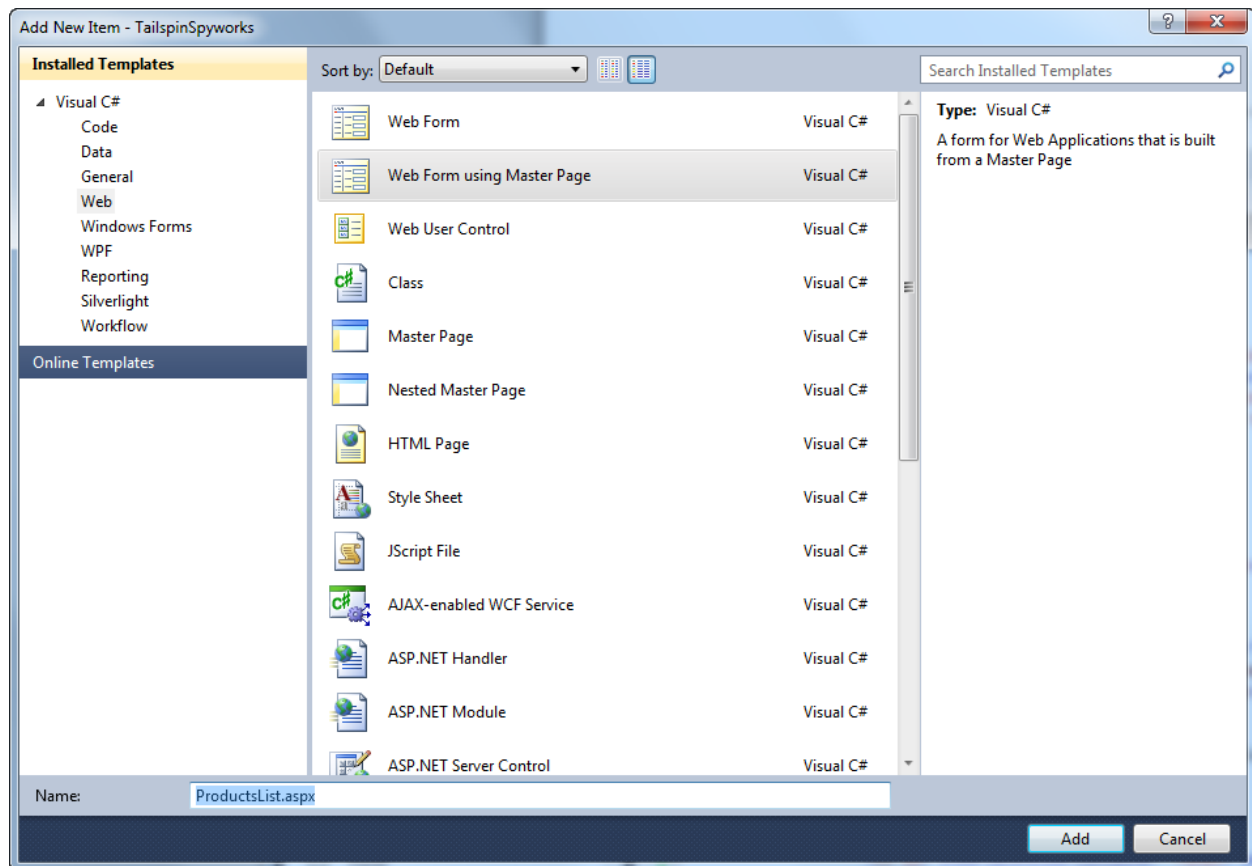 Add New Item - TailspinSpyworks
Installed Templates
Visual C#
Code
Data
General
Web
Windows Forms
WPF
Reporting
Silverlight
Workflow
Online Templates
Sort by: Default
Search Installed Templates
Web Form Visual C#
Web Form using Master Page Visual C#
Web User Control Visual C#
Class Visual C#
Master Page Visual C#
Nested Master Page Visual C#
HTML Page Visual C#
Style Sheet Visual C#
JScript File Visual C#
AJAX-enabled WCF Service Visual C#
ASP.NET Handler Visual C#
ASP.NET Module Visual C#
ASP.NET Server Control Visual C#
Type: Visual C#
A form for Web Applications that is built
from a Master Page
Name: ProductsList.aspx
Add Cancel